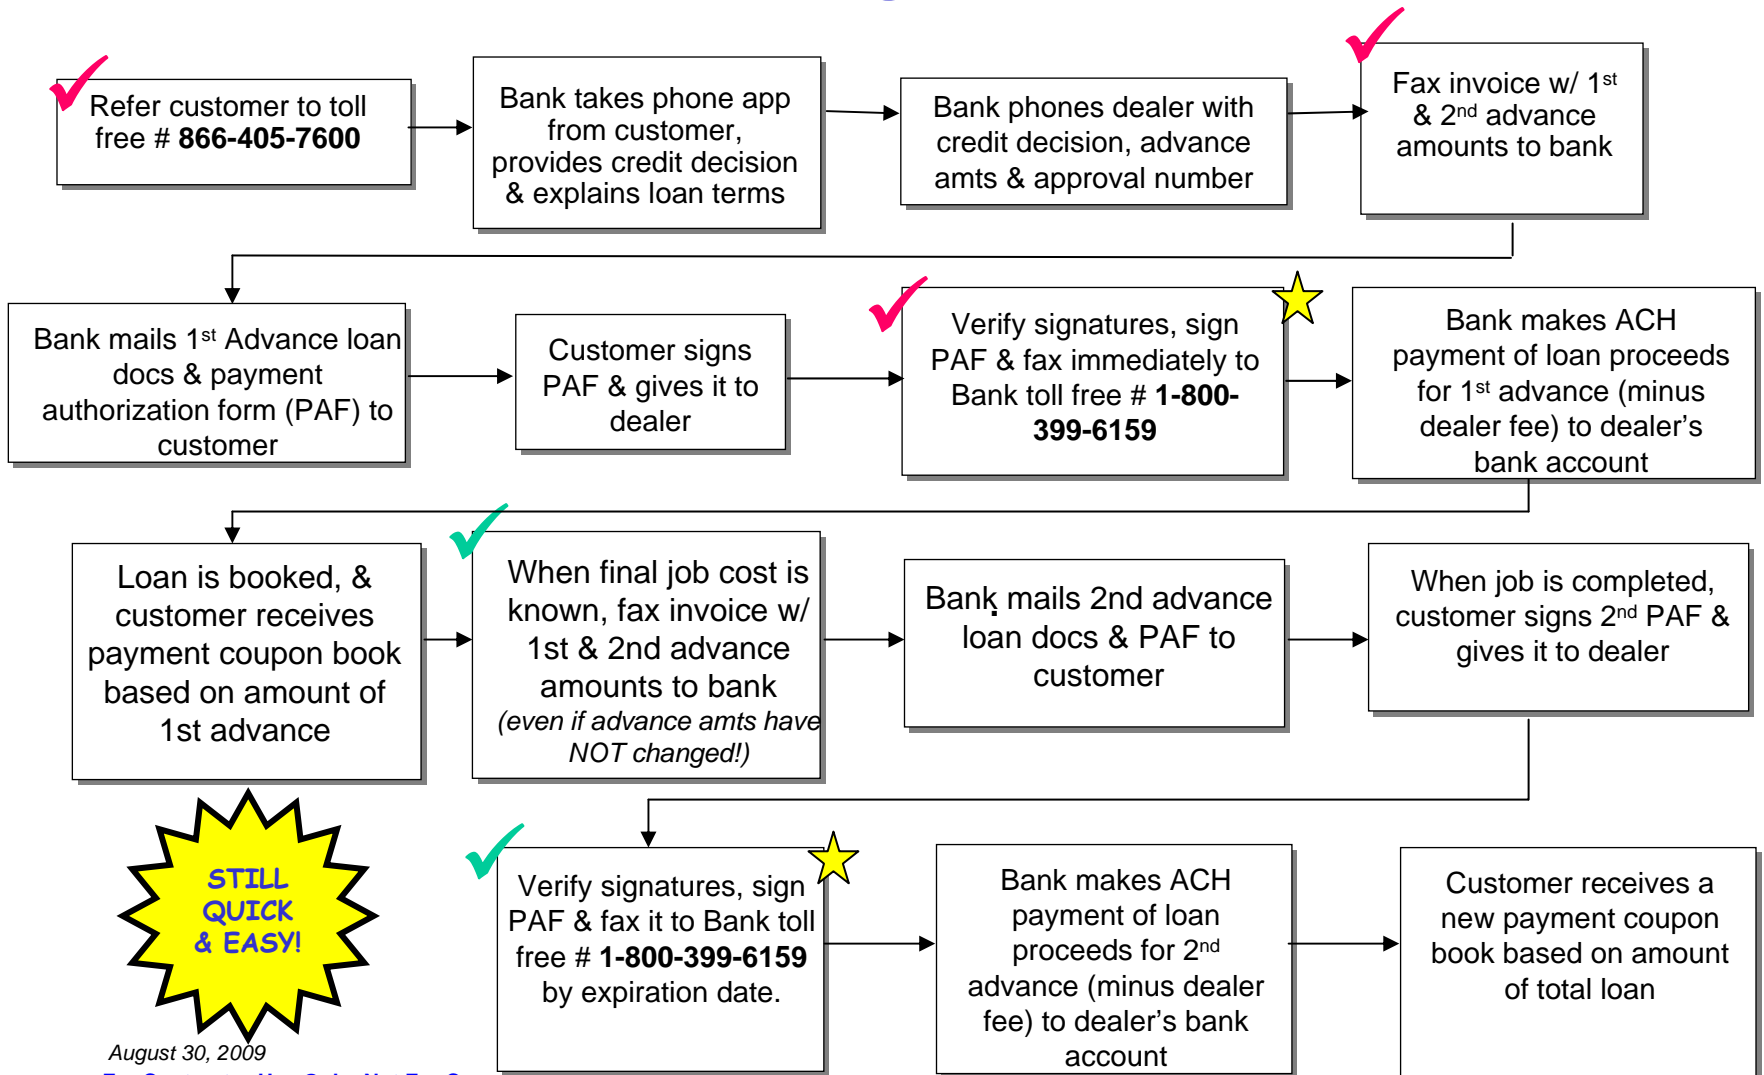 Refer customer to toll
free # 866-405-7600
Bank takes phone app
from customer,
provides credit decision
& explains loan terms
Bank phones dealer with
credit decision, advance
amts & approval number
Fax invoice w/ 1st
& 2nd advance
amounts to bank
Bank mails 1st Advance loan
docs & payment
authorization form (PAF) to
customer
Customer signs
PAF & gives it to
dealer
Verify signatures, sign
PAF & fax immediately to
Bank toll free # 1-800-
399-6159
Bank makes ACH
payment of loan proceeds
for 1st advance (minus
dealer fee) to dealer's
bank account
Loan is booked, &
customer receives
payment coupon book
based on amount of
1st advance
When final job cost is
known, fax invoice w/
1st & 2nd advance
amounts to bank
(even if advance amts have
NOT changed!)
Bank mails 2nd advance
loan docs & PAF to
customer
When job is completed,
customer signs 2nd PAF &
gives it to dealer
STILL
QUICK
& EASY!
Verify signatures, sign
PAF & fax it to Bank toll
free # 1-800-399-6159
by expiration date.
Bank makes ACH
payment of loan
proceeds for 2nd
advance (minus dealer
fee) to dealer's bank
account
Customer receives a
new payment coupon
book based on amount
of total loan
August 30, 2009